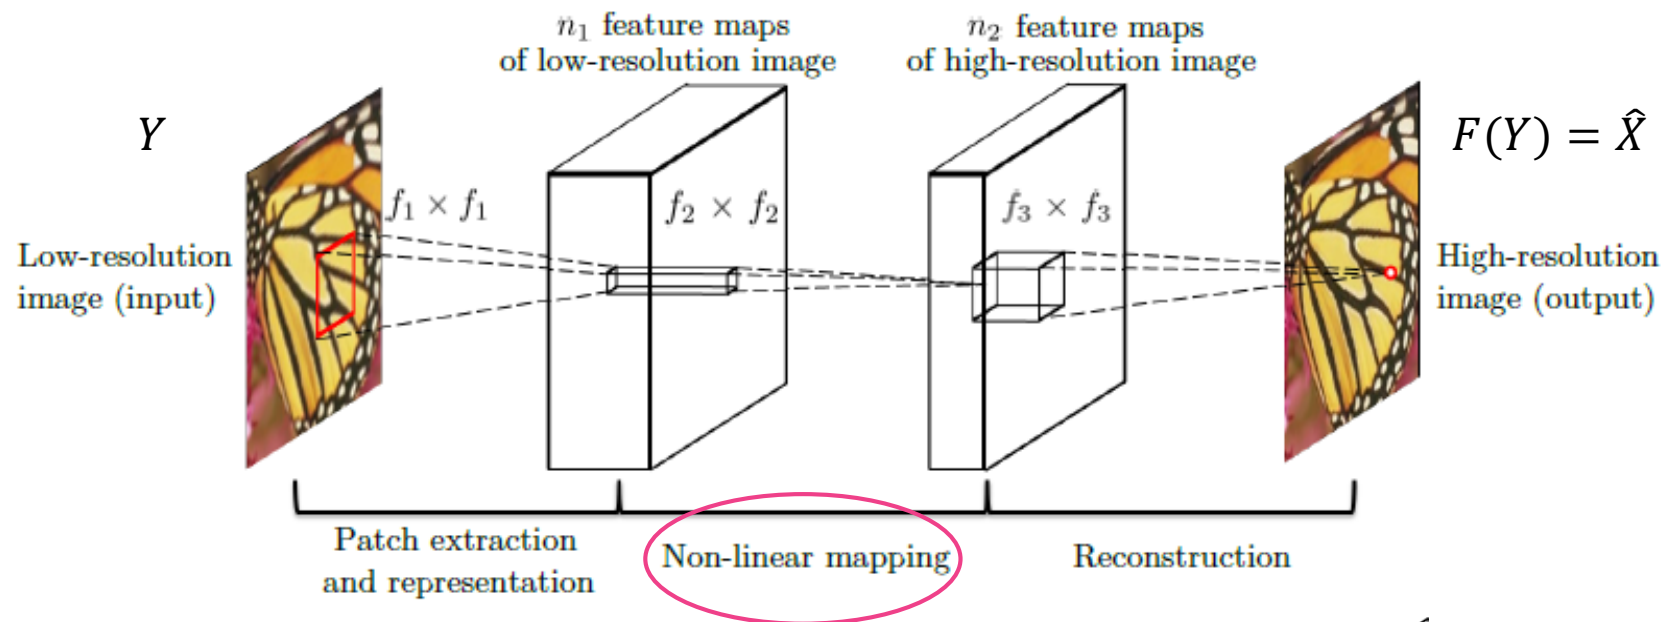 n₁ feature maps
of low-resolution image
n₂ feature maps
of high-resolution image
Y
F(Y) = X̂
f₁ × f₁
f₂ × f₂
f₃ × f₃
Low-resolution
image (input)
High-resolution
image (output)
Patch extraction
and representation
Non-linear mapping
Reconstruction